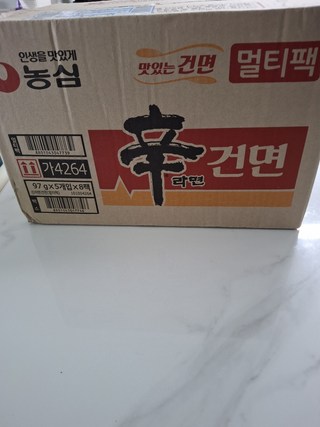 인생을 맛있게
농심
맛있는 건면
멀티팩
가4264
97 g×5개입×8팩
辛
라면
건면